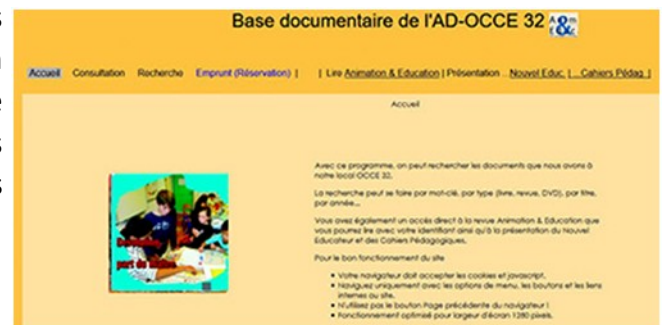 Base documentaire de l'AD-OCCE 32 A&
Accueil Consultation Recherche Emprunt (Réservation) | | Lire Animation & Education | Présentation ... Nouvel Educ. | ... Cahiers Pédag. |
Accueil
Avec ce programme, on peut rechercher les documents que nous avons à
notre local OCCE 32.
La recherche peut se faire par mot-clé, par type (livre, revue, DVD), par titre,
par année...
Vous avez également un accès direct à la revue Animation & Education que
vous pourrez lire avec votre identifiant ainsi qu'à la présentation du Nouvel
Educateur et des Cahiers Pédagogiques.
Pour le bon fonctionnement du site
• Votre navigateur doit accepter les cookies et javascript.
• Naviguez uniquement avec les options de menu, les boutons et les liens
internes au site.
• N'utilisez pas le bouton Page précédente du navigateur !
• Fonctionnement optimisé pour largeur d'écran 1280 pixels.